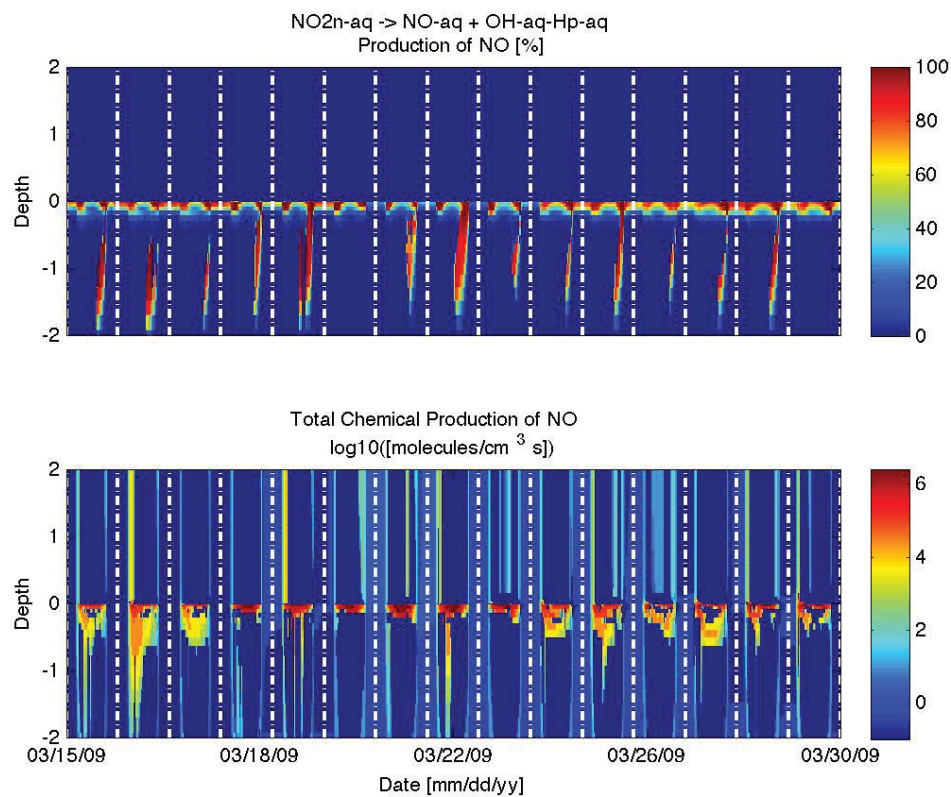 NO2n-aq -> NO-aq + OH-aq-Hp-aq
Production of NO [%]
2
1
0
-1
-2
Depth
100
80
60
40
20
0
Total Chemical Production of NO
log10([molecules/cm 3 s])
2
1
0
-1
-2
Depth
6
4
2
0
03/15/09 03/18/09 03/22/09 03/26/09 03/30/09
Date [mm/dd/yy]